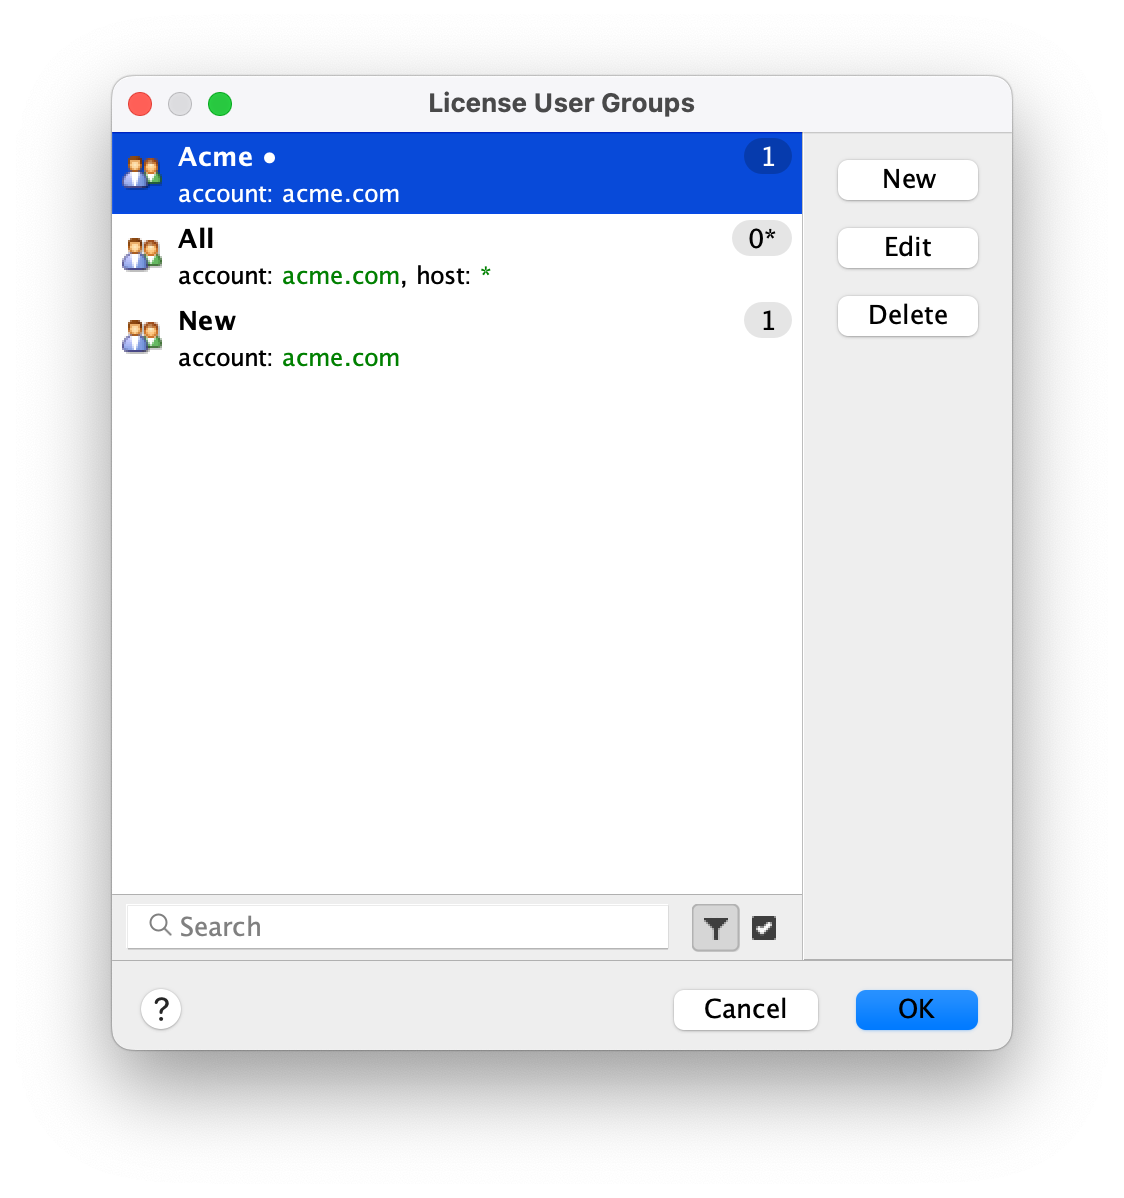 License User Groups
Acme • 1
account: acme.com
All 0*
account: acme.com, host: *
New 1
account: acme.com
New
Edit
Delete
Search
? Cancel OK